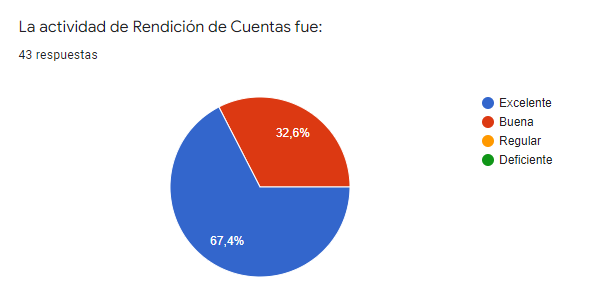 La actividad de Rendición de Cuentas fue:
43 respuestas
32,6%
67,4%
Excelente
Buena
Regular
Deficiente